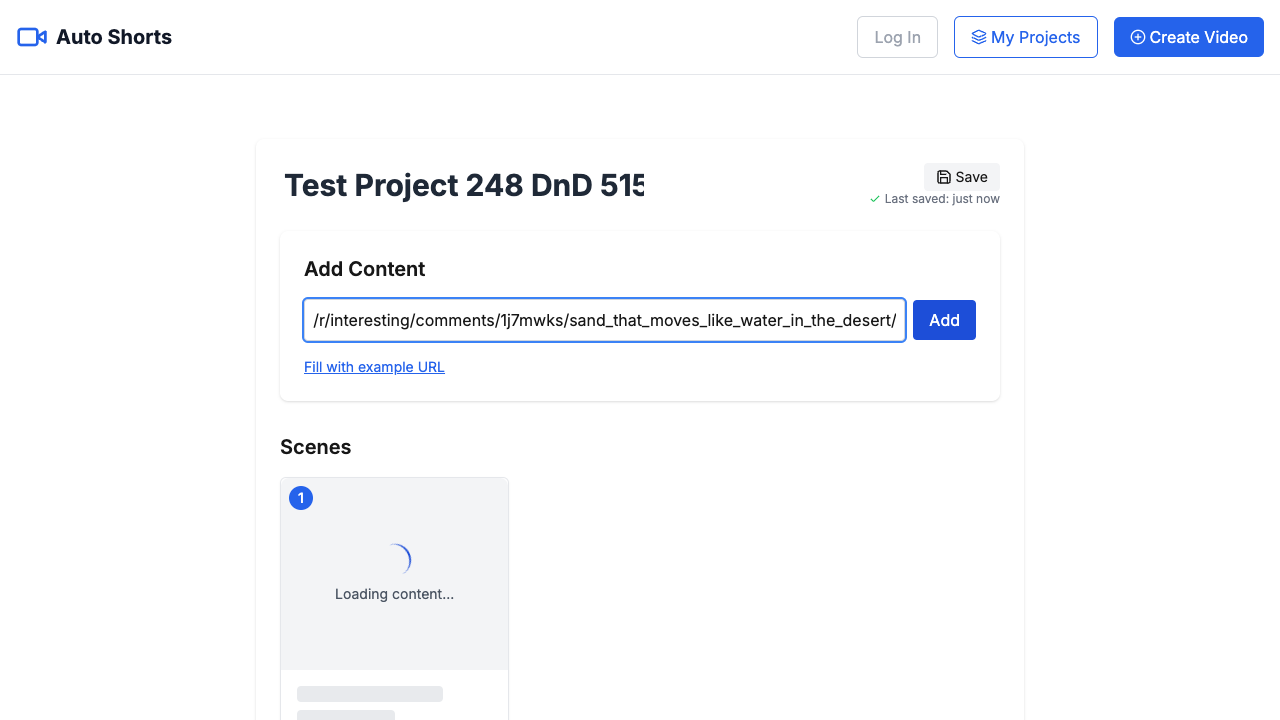 Auto Shorts
Log In
My Projects
Create Video
Test Project 248 DnD 515
Save
Last saved: just now
Add Content
/r/interesting/comments/1j7mwks/sand_that_moves_like_water_in_the_desert/
Add
Fill with example URL
Scenes
1
Loading content...